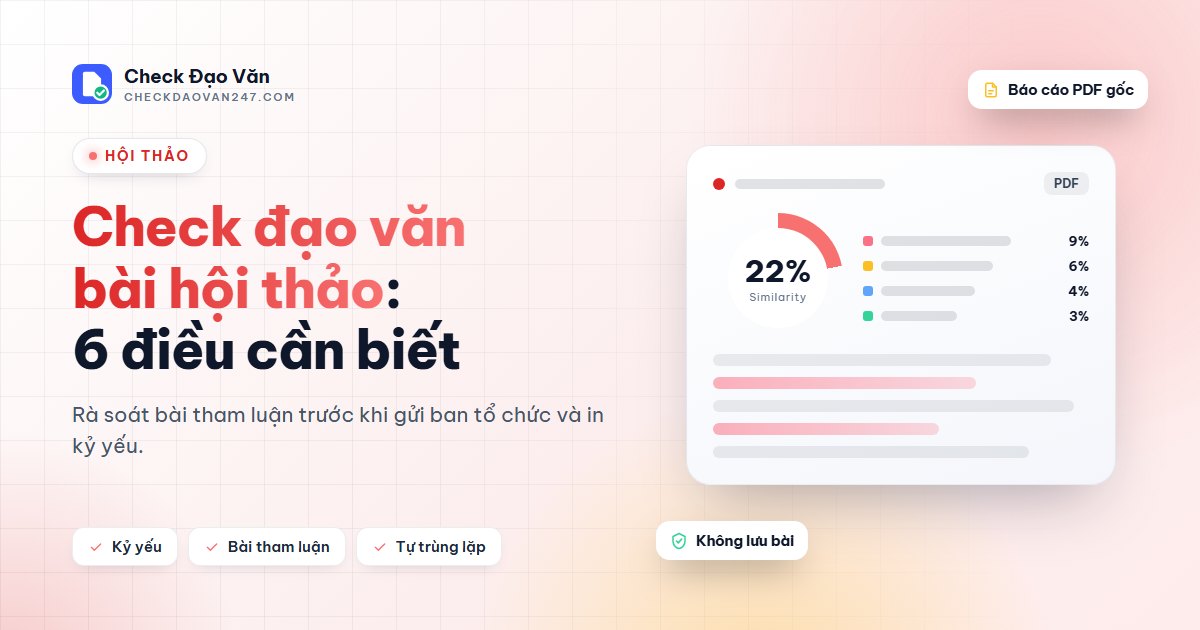 Check Đạo Văn
CHECKDAOVAN247.COM
HỘI THẢO
Check đạo văn
bài hội thảo:
6 điều cần biết
Rà soát bài tham luận trước khi gửi ban tổ chức và in
kỷ yếu.
Kỷ yếu
Bài tham luận
Tự trùng lặp
Báo cáo PDF gốc
PDF
22%
Similarity
9%
6%
4%
3%
Không lưu bài